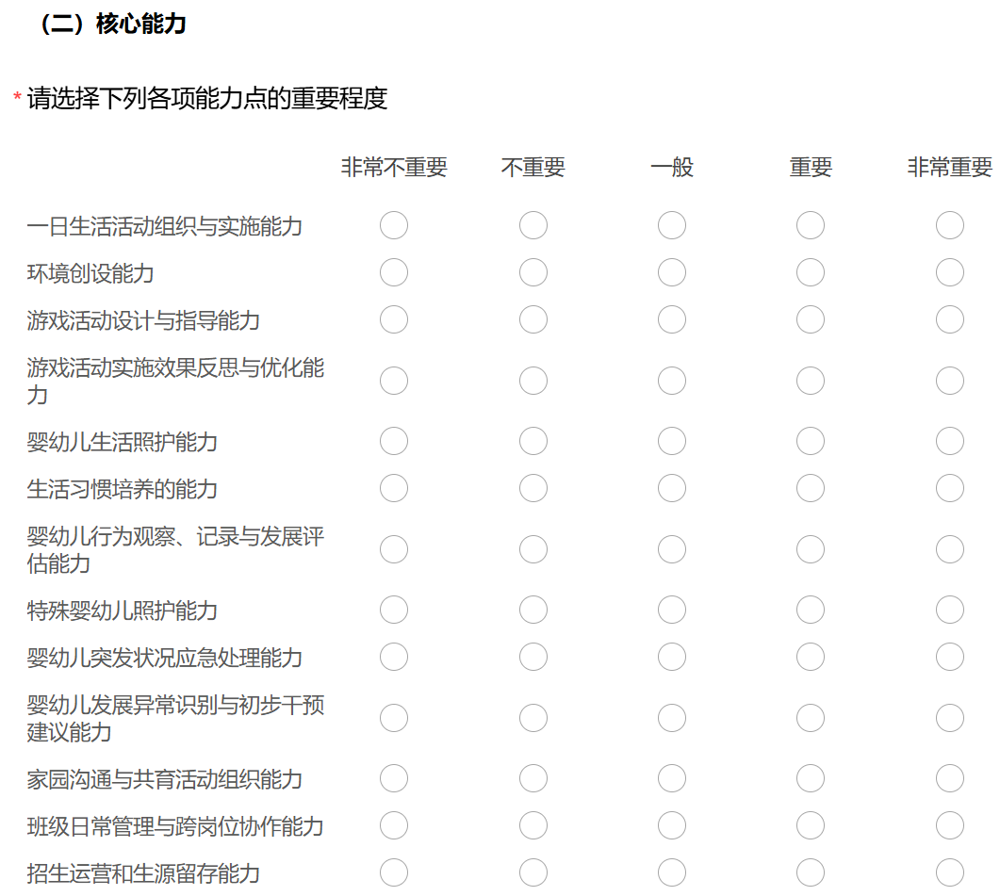 （二）核心能力
* 请选择下列各项能力点的重要程度
非常不重要 不重要 一般 重要 非常重要
一日生活活动组织与实施能力
环境创设能力
游戏活动设计与指导能力
游戏活动实施效果反思与优化能
力
婴幼儿生活照护能力
生活习惯培养的能力
婴幼儿行为观察、记录与发展评
估能力
特殊婴幼儿照护能力
婴幼儿突发状况应急处理能力
婴幼儿发展异常识别与初步干预
建议能力
家园沟通与共育活动组织能力
班级日常管理与跨岗位协作能力
招生运营和生源留存能力